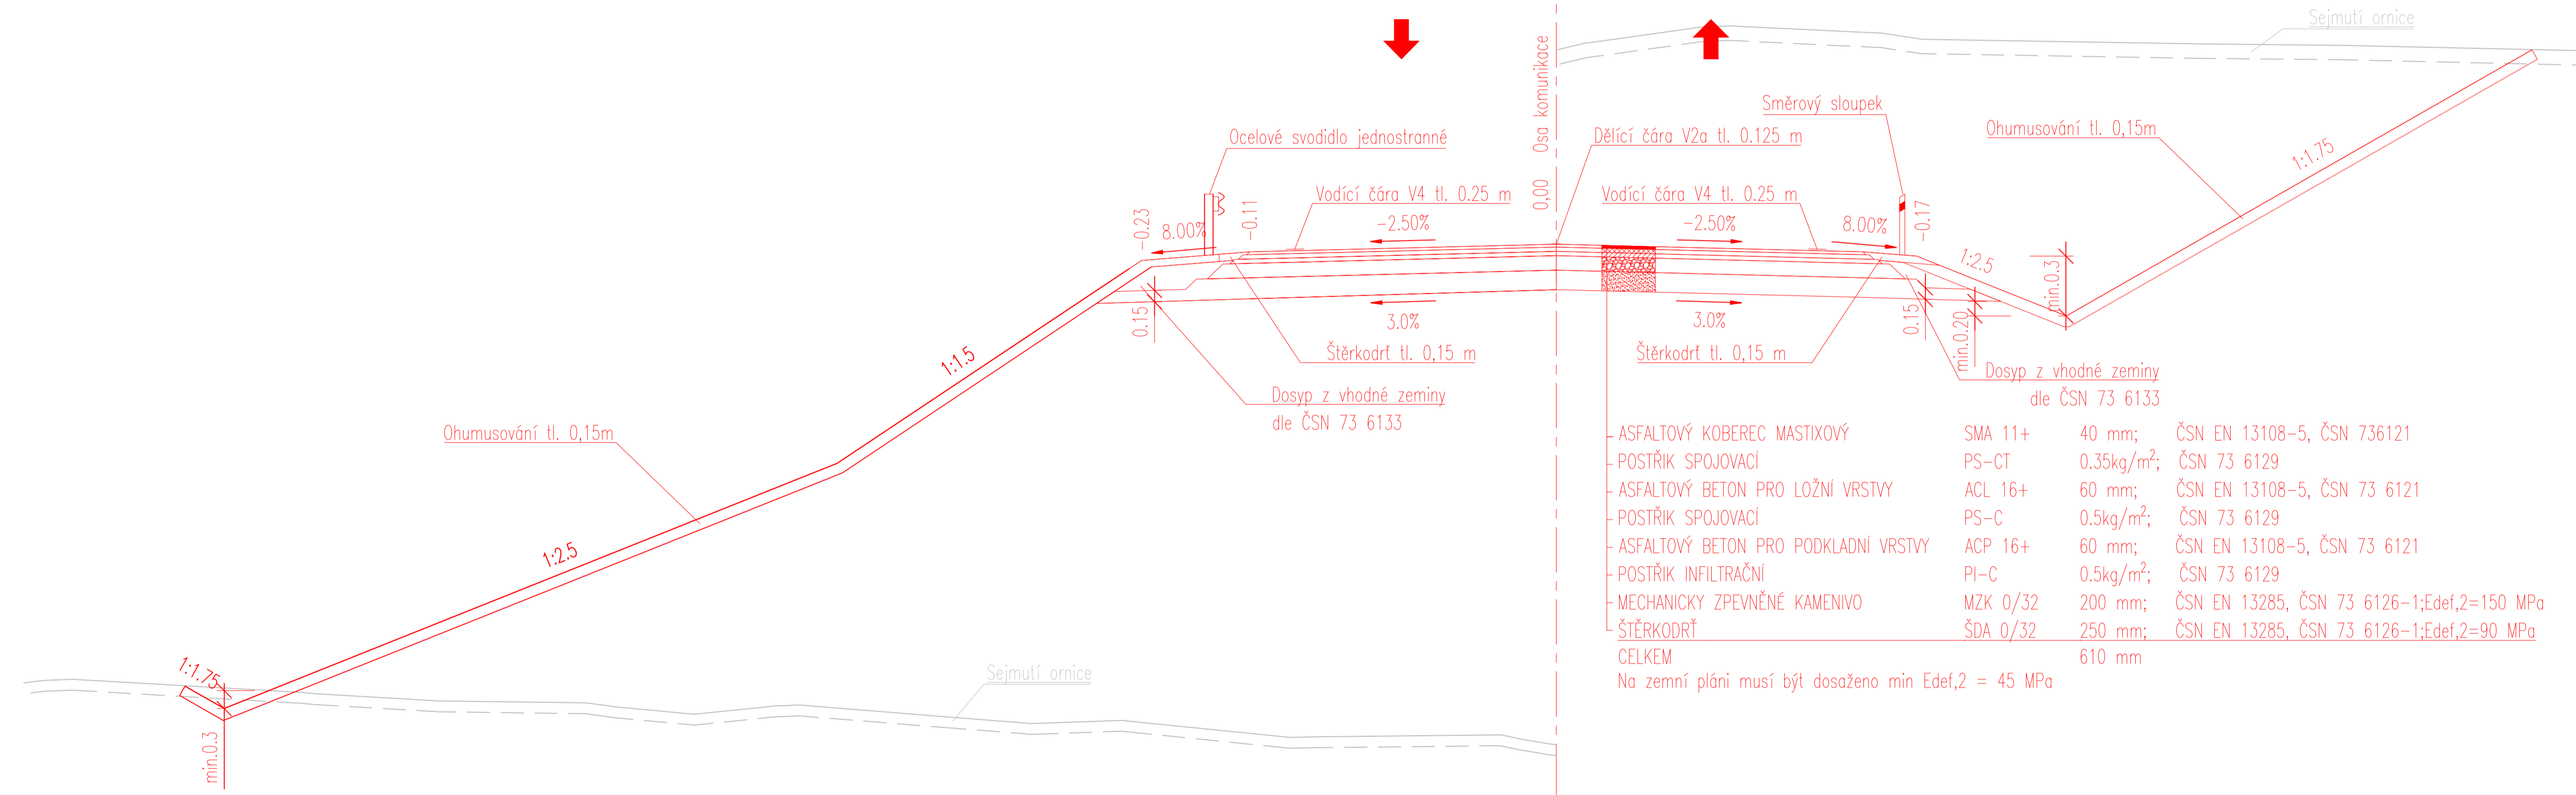 Sejmutí ornice
Osa komunikace
0,00
Směrový sloupek
Ocelové svodidlo jednostranné
Dělící čára V2a tl. 0.125 m
Ohumusování tl. 0,15m
1:1.75
Vodící čára V4 tl. 0.25 m
Vodící čára V4 tl. 0.25 m
-0.23
8.00%
-0.11
-2.50%
-2.50%
8.00%
-0.17
1:2.5
min.0.3
0.15
3.0%
3.0%
0.15
min.0.20
Štěrkodrť tl. 0,15 m
Štěrkodrť tl. 0,15 m
1:1.5
Dosyp z vhodné zeminy
dle ČSN 73 6133
Dosyp z vhodné zeminy
dle ČSN 73 6133
Ohumusování tl. 0,15m
1:2.5
ASFALTOVÝ KOBEREC MASTIXOVÝ SMA 11+ 40 mm; ČSN EN 13108-5, ČSN 736121
POSTŘIK SPOJOVACÍ PS-CT 0.35kg/m²; ČSN 73 6129
ASFALTOVÝ BETON PRO LOŽNÍ VRSTVY ACL 16+ 60 mm; ČSN EN 13108-5, ČSN 73 6121
POSTŘIK SPOJOVACÍ PS-C 0.5kg/m²; ČSN 73 6129
ASFALTOVÝ BETON PRO PODKLADNÍ VRSTVY ACP 16+ 60 mm; ČSN EN 13108-5, ČSN 73 6121
POSTŘIK INFILTRAČNÍ PI-C 0.5kg/m²; ČSN 73 6129
MECHANICKY ZPEVNĚNÉ KAMENIVO MZK 0/32 200 mm; ČSN EN 13285, ČSN 73 6126-1;Edef,2=150 MPa
ŠTĚRKODRŤ ŠDA 0/32 250 mm; ČSN EN 13285, ČSN 73 6126-1;Edef,2=90 MPa
CELKEM 610 mm
Na zemní pláni musí být dosaženo min Edef,2 = 45 MPa
Sejmutí ornice
1:1.75
min.0.3